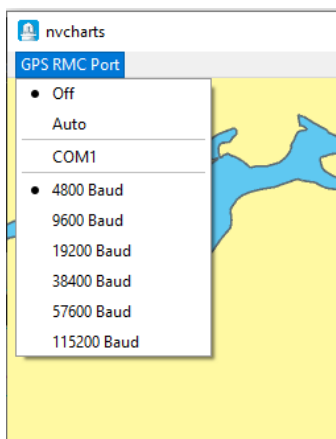 nvcharts
GPS RMC Port
Off
Auto
COM1
4800 Baud
9600 Baud
19200 Baud
38400 Baud
57600 Baud
115200 Baud